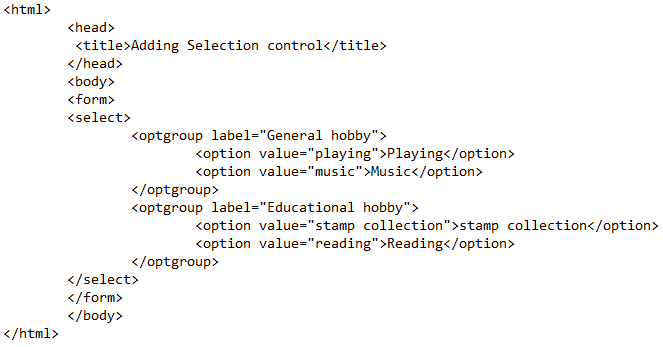 <html>
<head>
<title>Adding Selection control</title>
</head>
<body>
<form>
<select>
<optgroup label="General hobby">
<option value="playing">Playing</option>
<option value="music">Music</option>
</optgroup>
<optgroup label="Educational hobby">
<option value="stamp collection">stamp collection</option>
<option value="reading">Reading</option>
</optgroup>
</select>
</form>
</body>
</html>